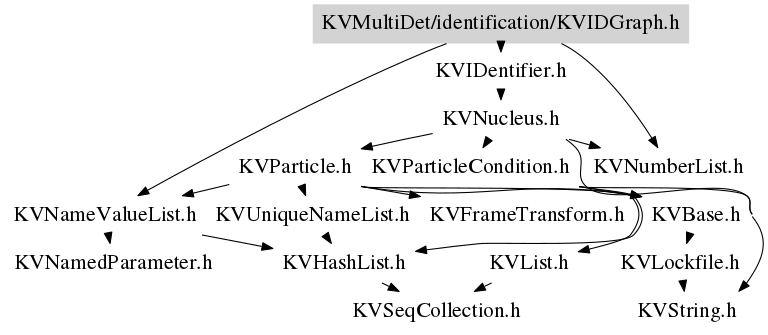 KVMultiDet/identification/KVIDGraph.h
KVIDentifier.h
KVNucleus.h
KVParticle.h KVParticleCondition.h KVNumberList.h
KVNameValueList.h KVUniqueNameList.h KVFrameTransform.h KVBase.h
KVNamedParameter.h KVHashList.h KVList.h KVLockfile.h
KVSeqCollection.h KVString.h